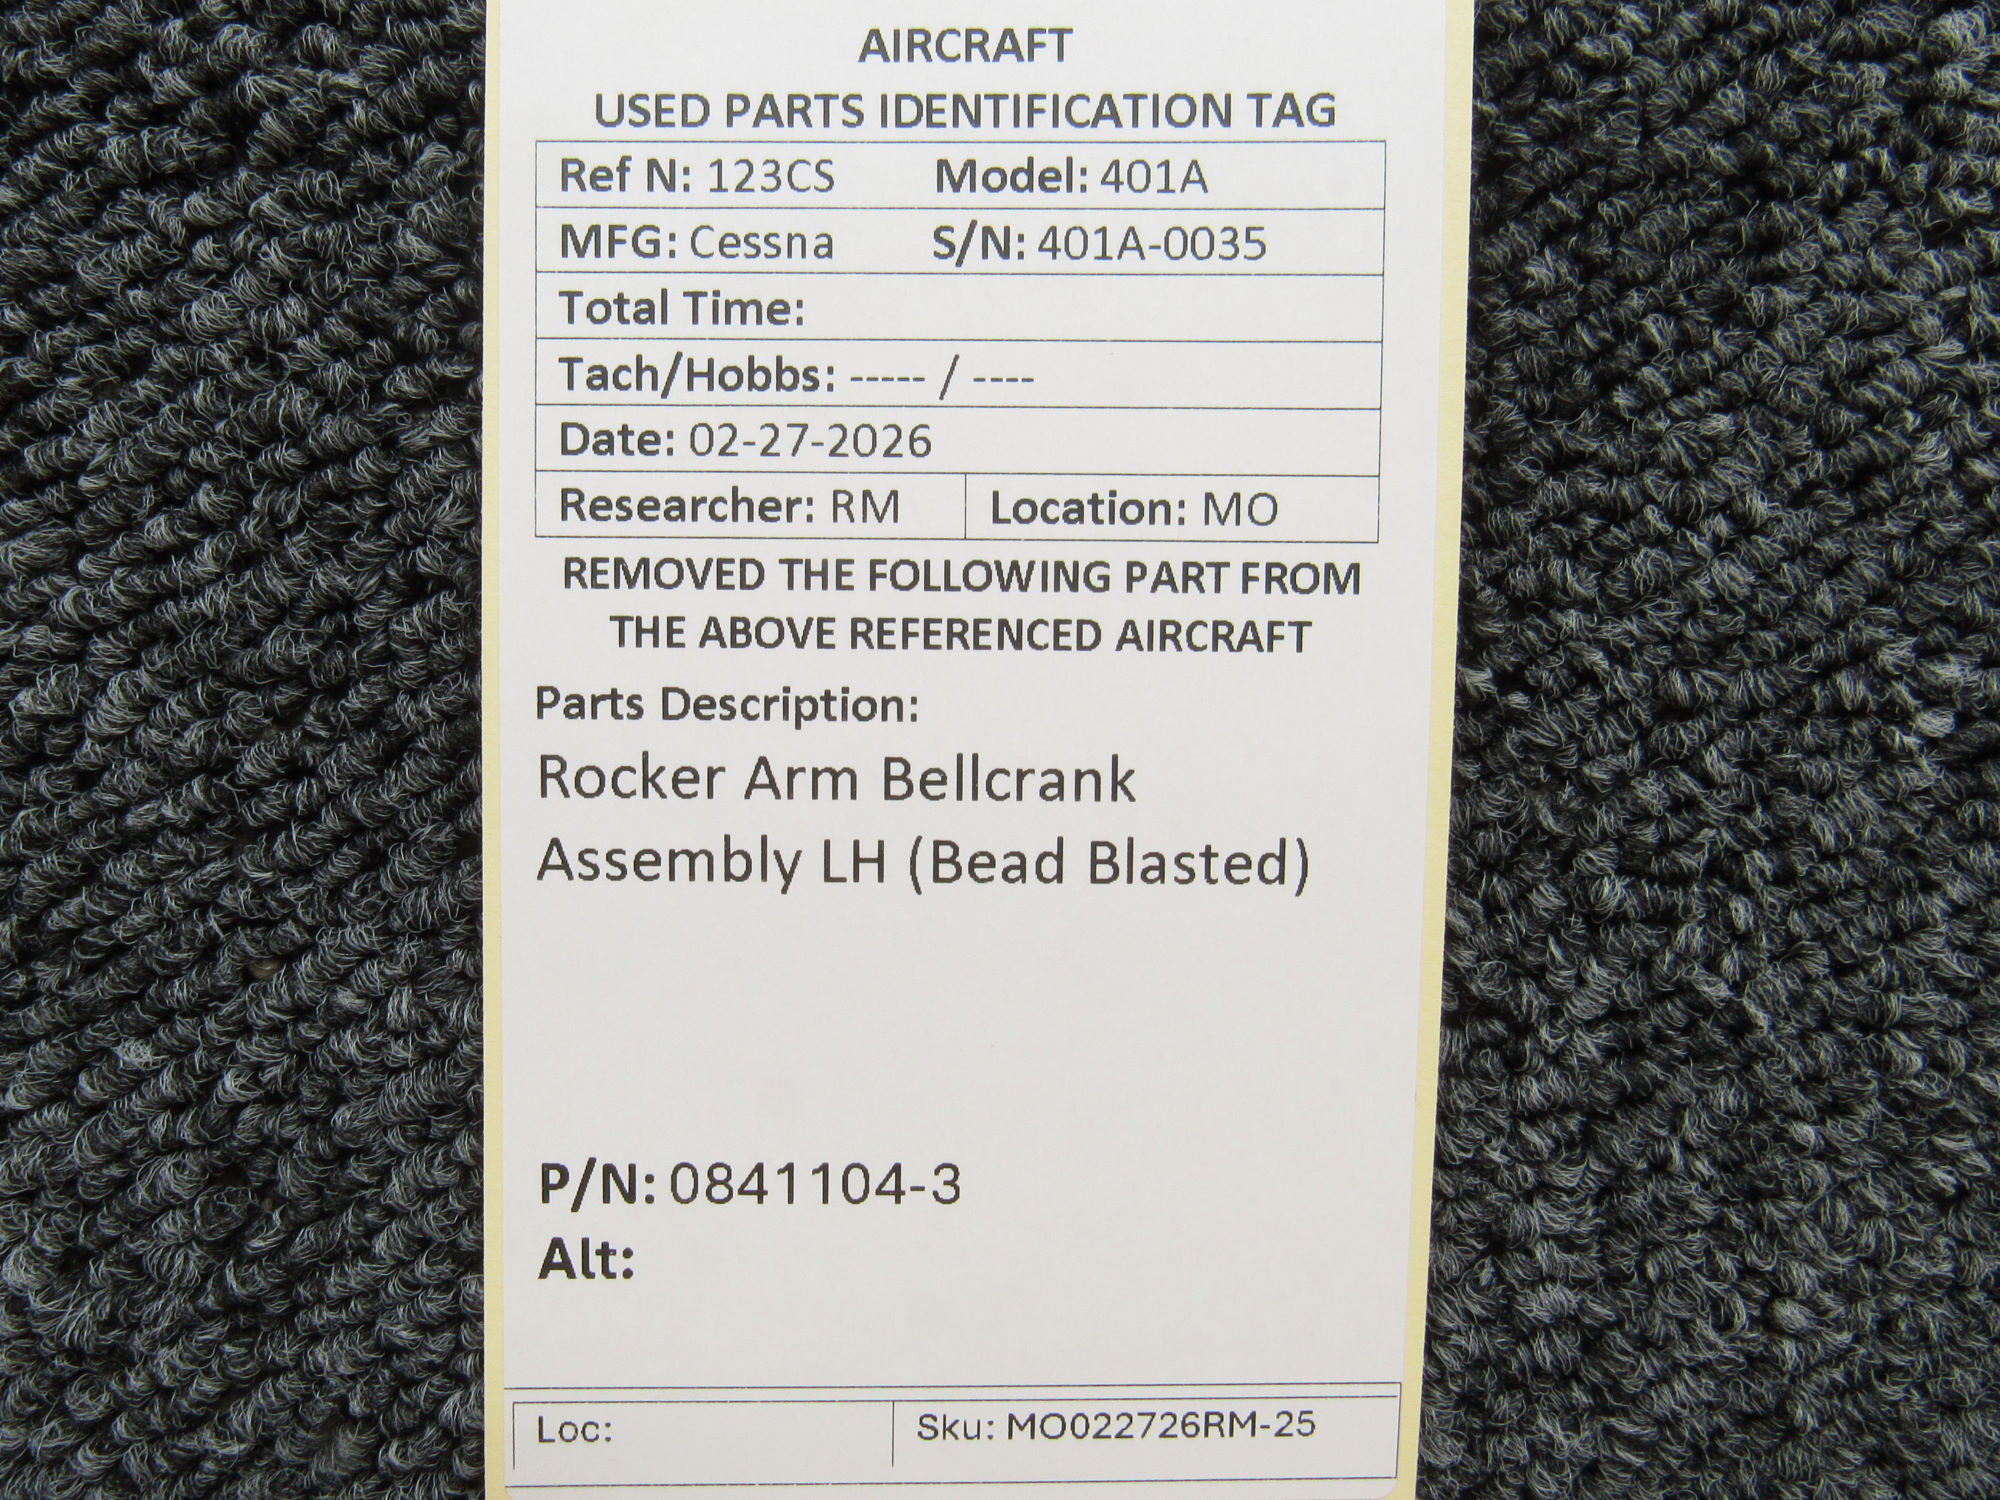 AIRCRAFT
USED PARTS IDENTIFICATION TAG
Ref N: 123CS Model: 401A
MFG: Cessna S/N: 401A-0035
Total Time:
Tach/Hobbs: ----- / ----
Date: 02-27-2026
Researcher: RM Location: MO
REMOVED THE FOLLOWING PART FROM
THE ABOVE REFERENCED AIRCRAFT
Parts Description:
Rocker Arm Bellcrank
Assembly LH (Bead Blasted)
P/N: 0841104-3
Alt:
Loc: Sku: MO022726RM-25